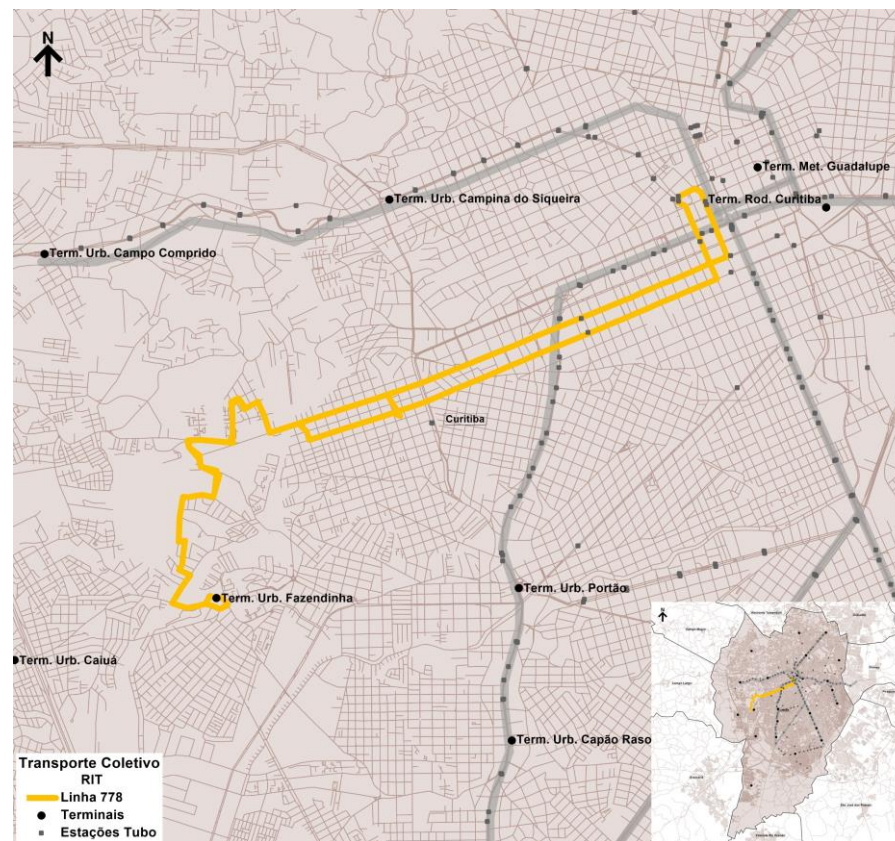 N
Term. Met. Guadalupe
Term. Urb. Campina do Siqueira
Term. Rod. Curitiba
Term. Urb. Campo Comprido
Curitiba
Term. Urb. Fazendinha
Term. Urb. Portão
Term. Urb. Caiuá
Term. Urb. Capão Raso
Transporte Coletivo
RIT
Linha 778
Terminais
Estações Tubo
N